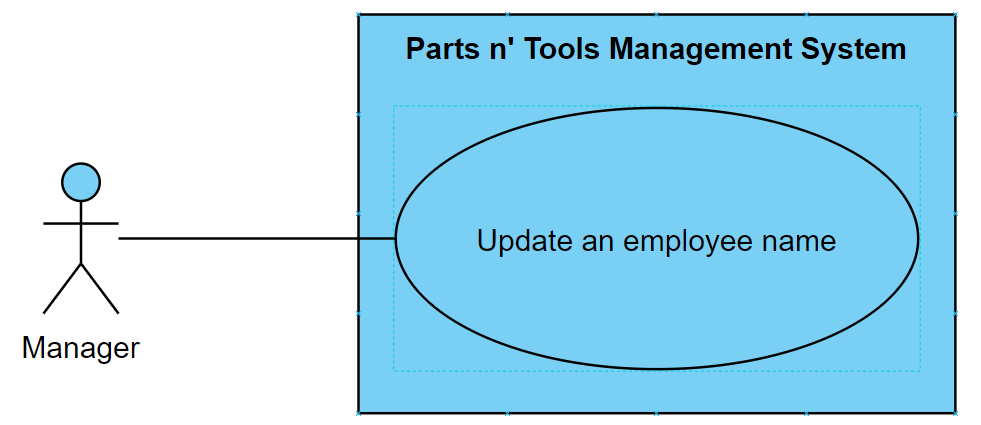 Parts n' Tools Management System
Update an employee name
Manager